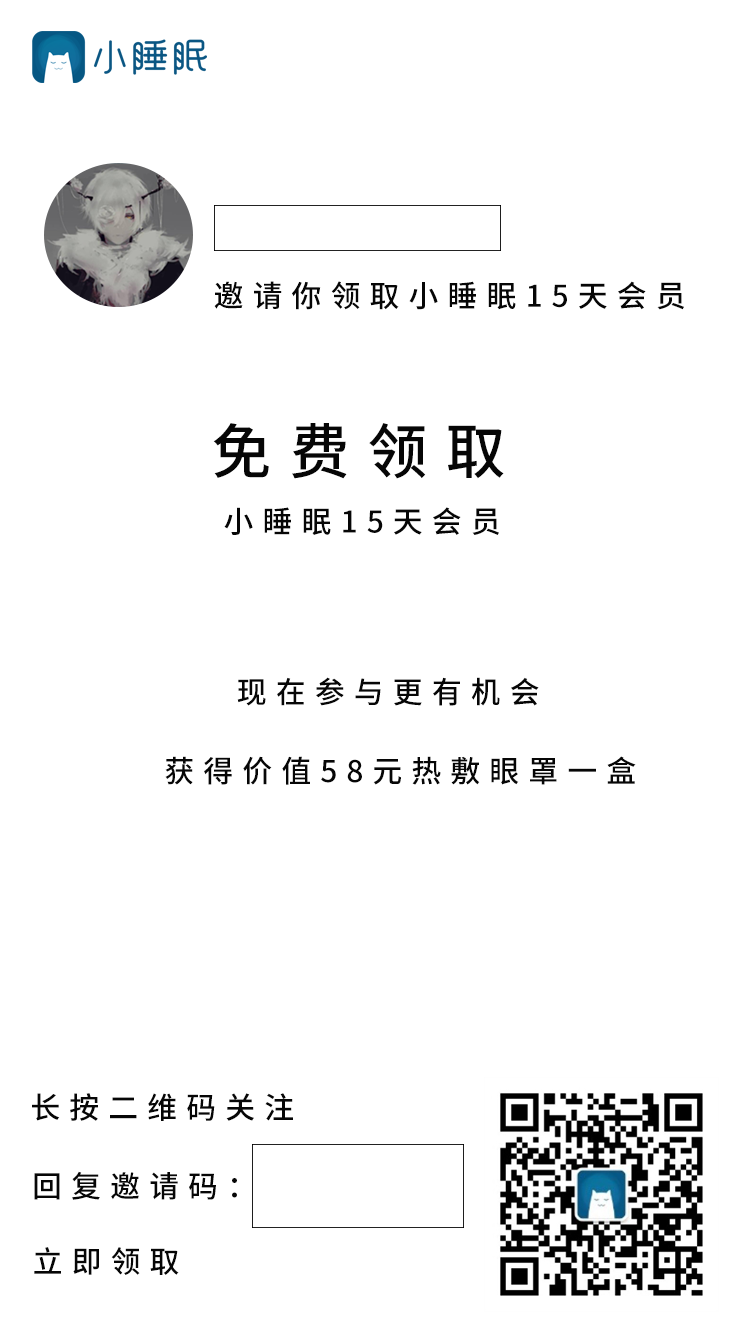 小睡眠
邀请你领取小睡眠15天会员
免费领取
小睡眠15天会员
现在参与更有机会
获得价值58元热敷眼罩一盒
长按二维码关注
回复邀请码：
立即领取